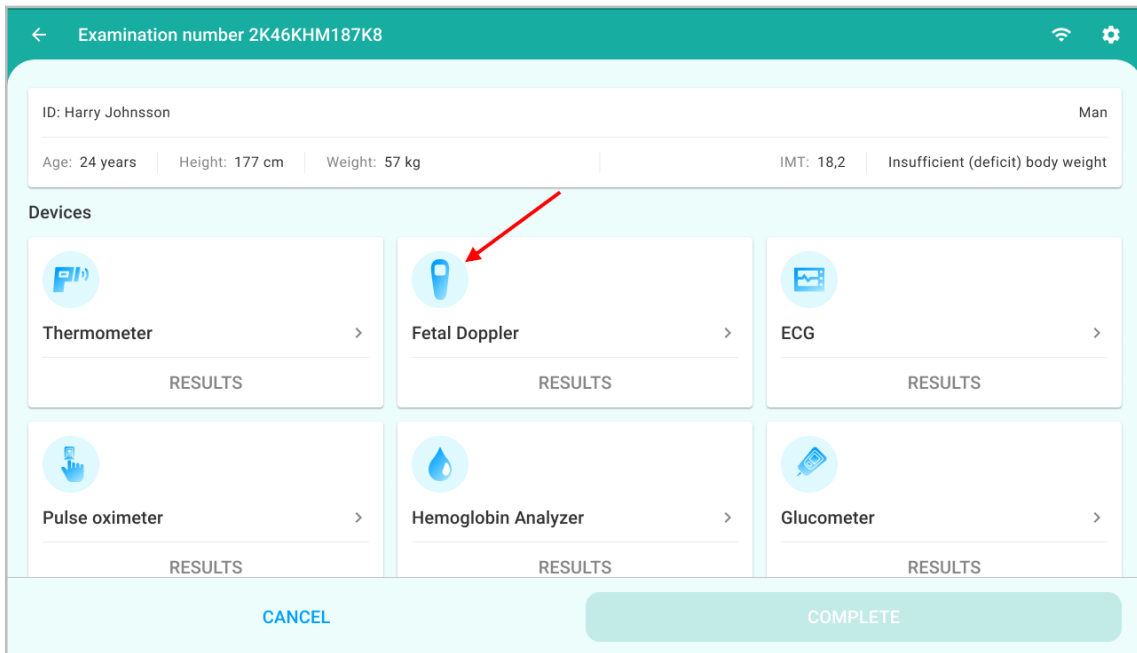 Examination number 2K46KHM187K8
ID: Harry Johnsson Man
Age: 24 years Height: 177 cm Weight: 57 kg IMT: 18,2 Insufficient (deficit) body weight
Devices
Thermometer Fetal Doppler ECG
RESULTS RESULTS RESULTS
Pulse oximeter Hemoglobin Analyzer Glucometer
RESULTS RESULTS RESULTS
CANCEL COMPLETE